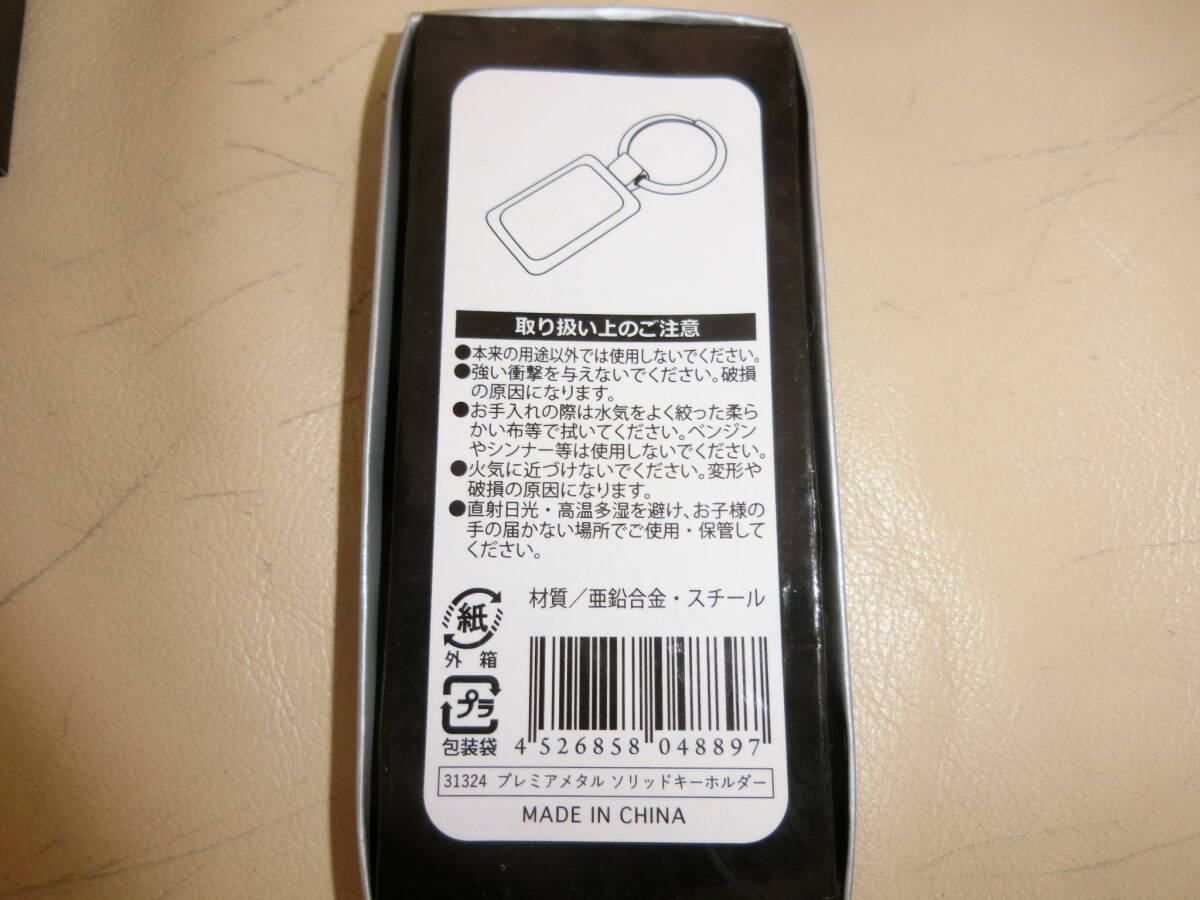 取り扱い上のご注意
●本来の用途以外では使用しないでください。
●強い衝撃を与えないでください。破損
の原因になります。
●お手入れの際は水気をよく絞った柔ら
かい布等で拭いてください。ベンジン
やシンナー等は使用しないでください。
●火気に近づけないでください。変形や
破損の原因になります。
●直射日光・高温多湿を避け、お子様の
手の届かない場所でご使用・保管して
ください。
材質／亜鉛合金・スチール
紙
外 箱
プラ
包装袋
4 526858 048897
31324 プレミアメタル ソリッドキーホルダー
MADE IN CHINA